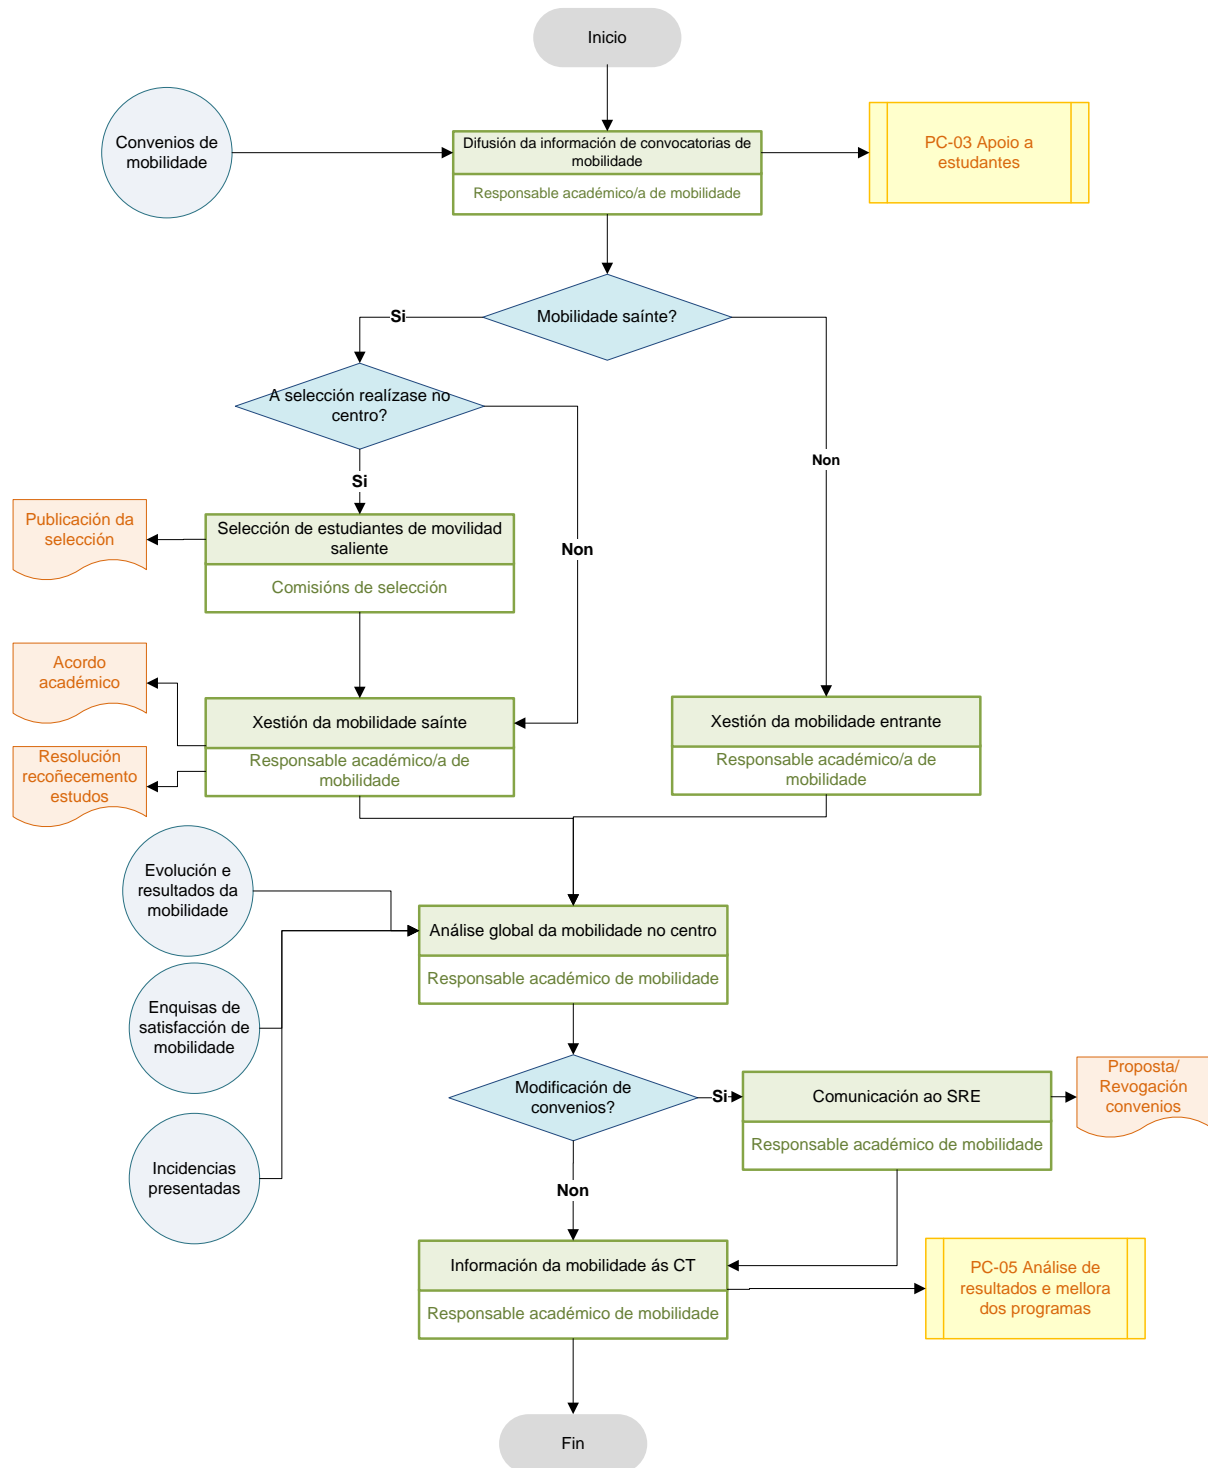 Inicio
Convenios de
mobilidade
Difusión da información de convocatorias de
mobilidade
Responsable académico/a de mobilidade
PC-03 Apoio a
estudantes
Mobilidade saínte?
Si
A selección realízase no
centro?
Non
Si
Publicación da
selección
Selección de estudiantes de movilidad
saliente
Non
Comisións de selección
Acordo
académico
Xestión da mobilidade saínte
Responsable académico/a de
mobilidade
Xestión da mobilidade entrante
Responsable académico/a de
mobilidade
Resolución
recoñecemento
estudos
Evolución e
resultados da
mobilidade
Análise global da mobilidade no centro
Responsable académico de mobilidade
Enquisas de
satisfacción de
mobilidade
Modificación de
convenios?
Si
Comunicación ao SRE
Responsable académico de mobilidade
Proposta/
Revogación
convenios
Incidencias
presentadas
Non
Información da mobilidade ás CT
Responsable académico de mobilidade
PC-05 Análise de
resultados e mellora
dos programas
Fin